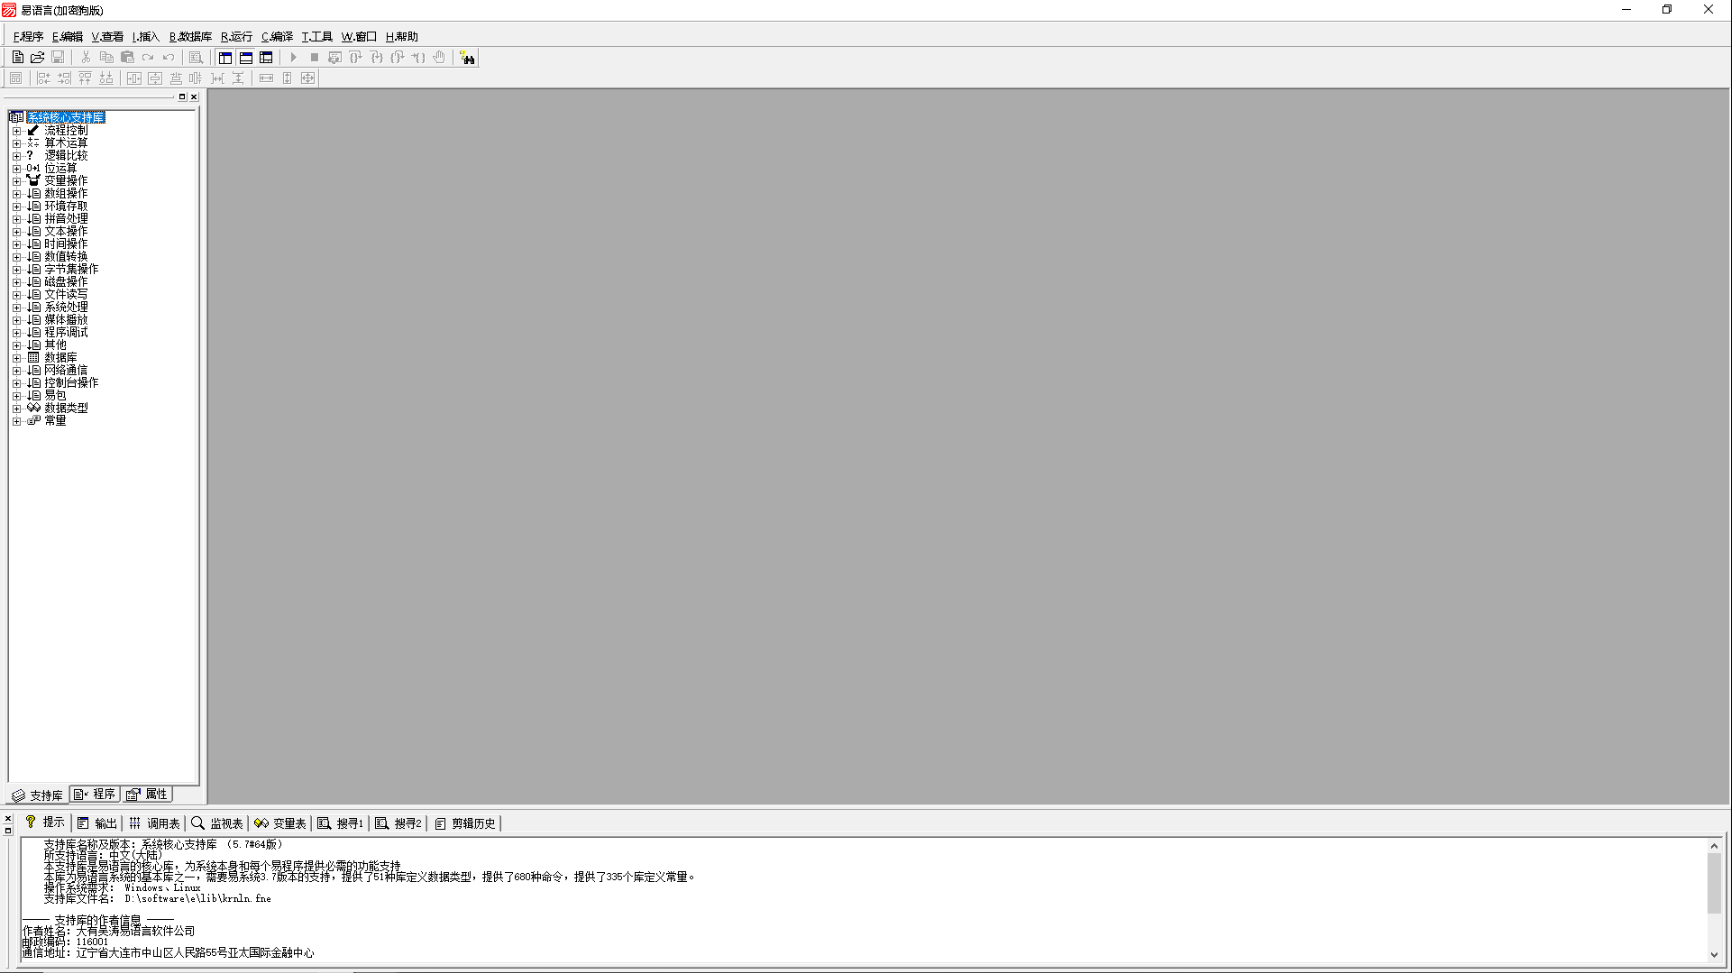 易语言(加密狗版)
F.程序 E.编辑 V.查看 I.插入 B.数据库 R.运行 C.编译 T.工具 W.窗口 H.帮助
系统核心支持库
流程控制
算术运算
逻辑比较
位运算
变量操作
数组操作
环境存取
拼音处理
文本操作
时间操作
数值转换
字节集操作
磁盘操作
文件读写
系统处理
媒体播放
程序调试
其他
数据库
网络通信
控制台操作
易包
数据类型
常量
支持库 程序 属性
提示 输出 调用表 监视表 变量表 搜寻1 搜寻2 剪辑历史
支持库名称及版本：系统核心支持库 （5.7#64版）
所支持语言：中文(大陆)
本支持库是易语言的核心库，为系统本身和每个易程序提供必需的功能支持
本库为易语言系统的基本库之一，需要易系统3.7版本的支持，提供了51种库定义数据类型，提供了680种命令，提供了335个库定义常量。
操作系统需求： Windows、Linux
支持库文件名： D:\software\e\lib\krnln.fne
—— 支持库的作者信息 ——
作者姓名：大有吴涛易语言软件公司
邮政编码：116001
通信地址：辽宁省大连市中山区人民路55号亚太国际金融中心